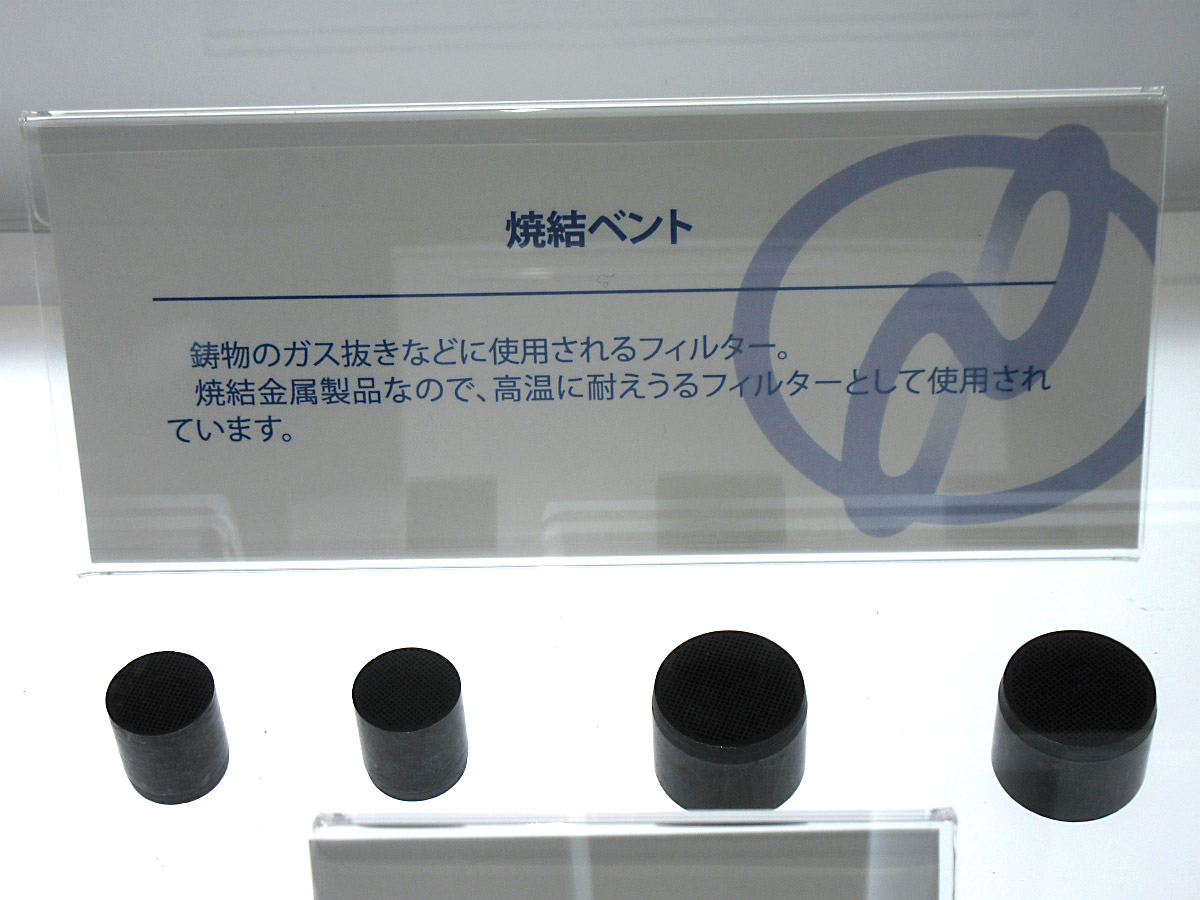 焼結ベント
鋳物のガス抜きなどに使用されるフィルター。
焼結金属製品なので、高温に耐えうるフィルターとして使用され
ています。